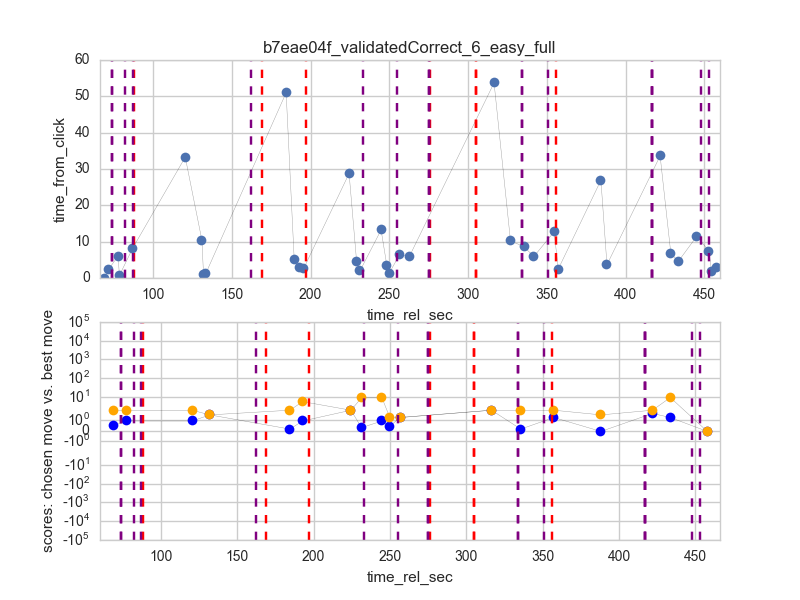 b7eae04f_validatedCorrect_6_easy_full
60
50
40
30
20
10
0
time_from_click
100 150 200 250 300 350 400 450
time_rel_sec
10^5
10^4
10^3
10^2
10^1
10^0
0
-10^0
-10^1
-10^2
-10^3
-10^4
-10^5
scores: chosen move vs. best move
100 150 200 250 300 350 400 450
time_rel_sec